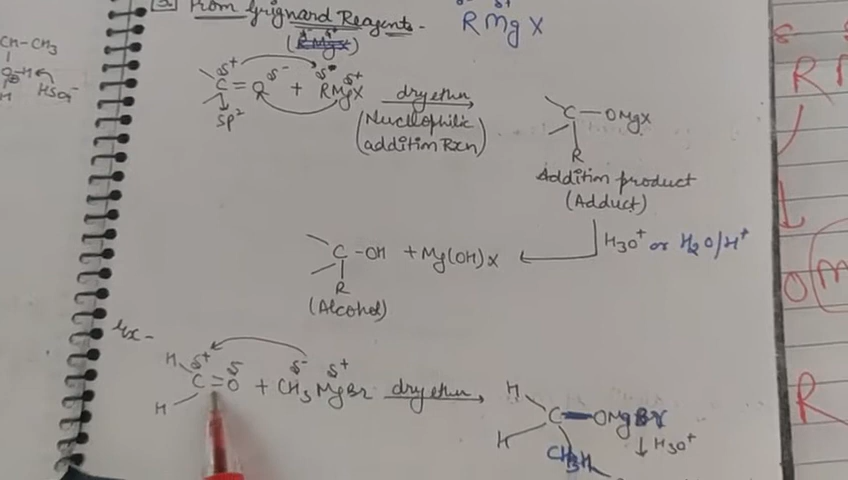 From Grignard Reagents-
δ- δ+
R Mg X
(RMgX)
δ+ δ- δ- δ+
C=O + RMgX dry ether
sp²
(Nucleophilic
addition Rxn)
C-OMgX
R
Addition product
(Adduct)
H3O+ or H2O/H+
C-OH + Mg(OH)X
R
(Alcohol)
Ex-
H δ+ δ- δ- δ+
C=O + CH3MgBr dry ether
H
H
C-OMgBr
H CH3
↓ H3O+
CH-CH3
H
HSO4-
R
O
R